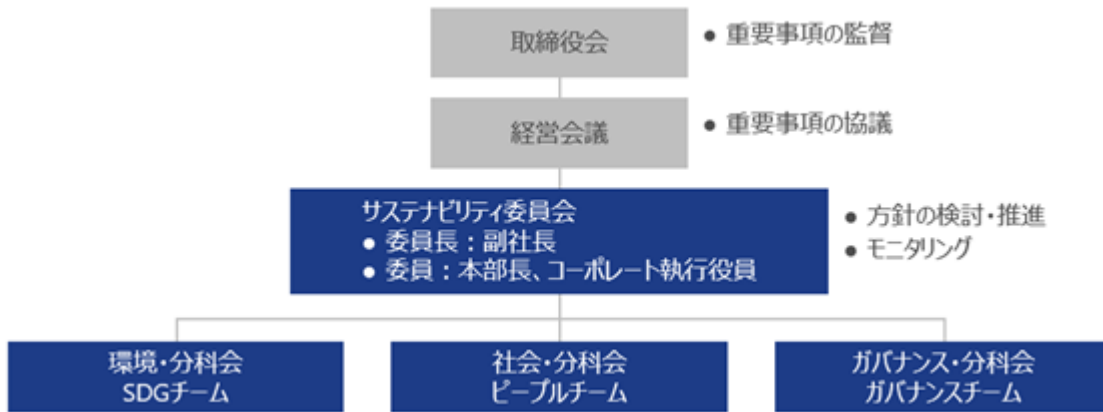 取締役会
● 重要事項の監督
経営会議
● 重要事項の協議
サステナビリティ委員会
● 委員長：副社長
● 委員：本部長、コーポレート執行役員
● 方針の検討・推進
● モニタリング
環境・分科会
SDGチーム
社会・分科会
ピープルチーム
ガバナンス・分科会
ガバナンスチーム